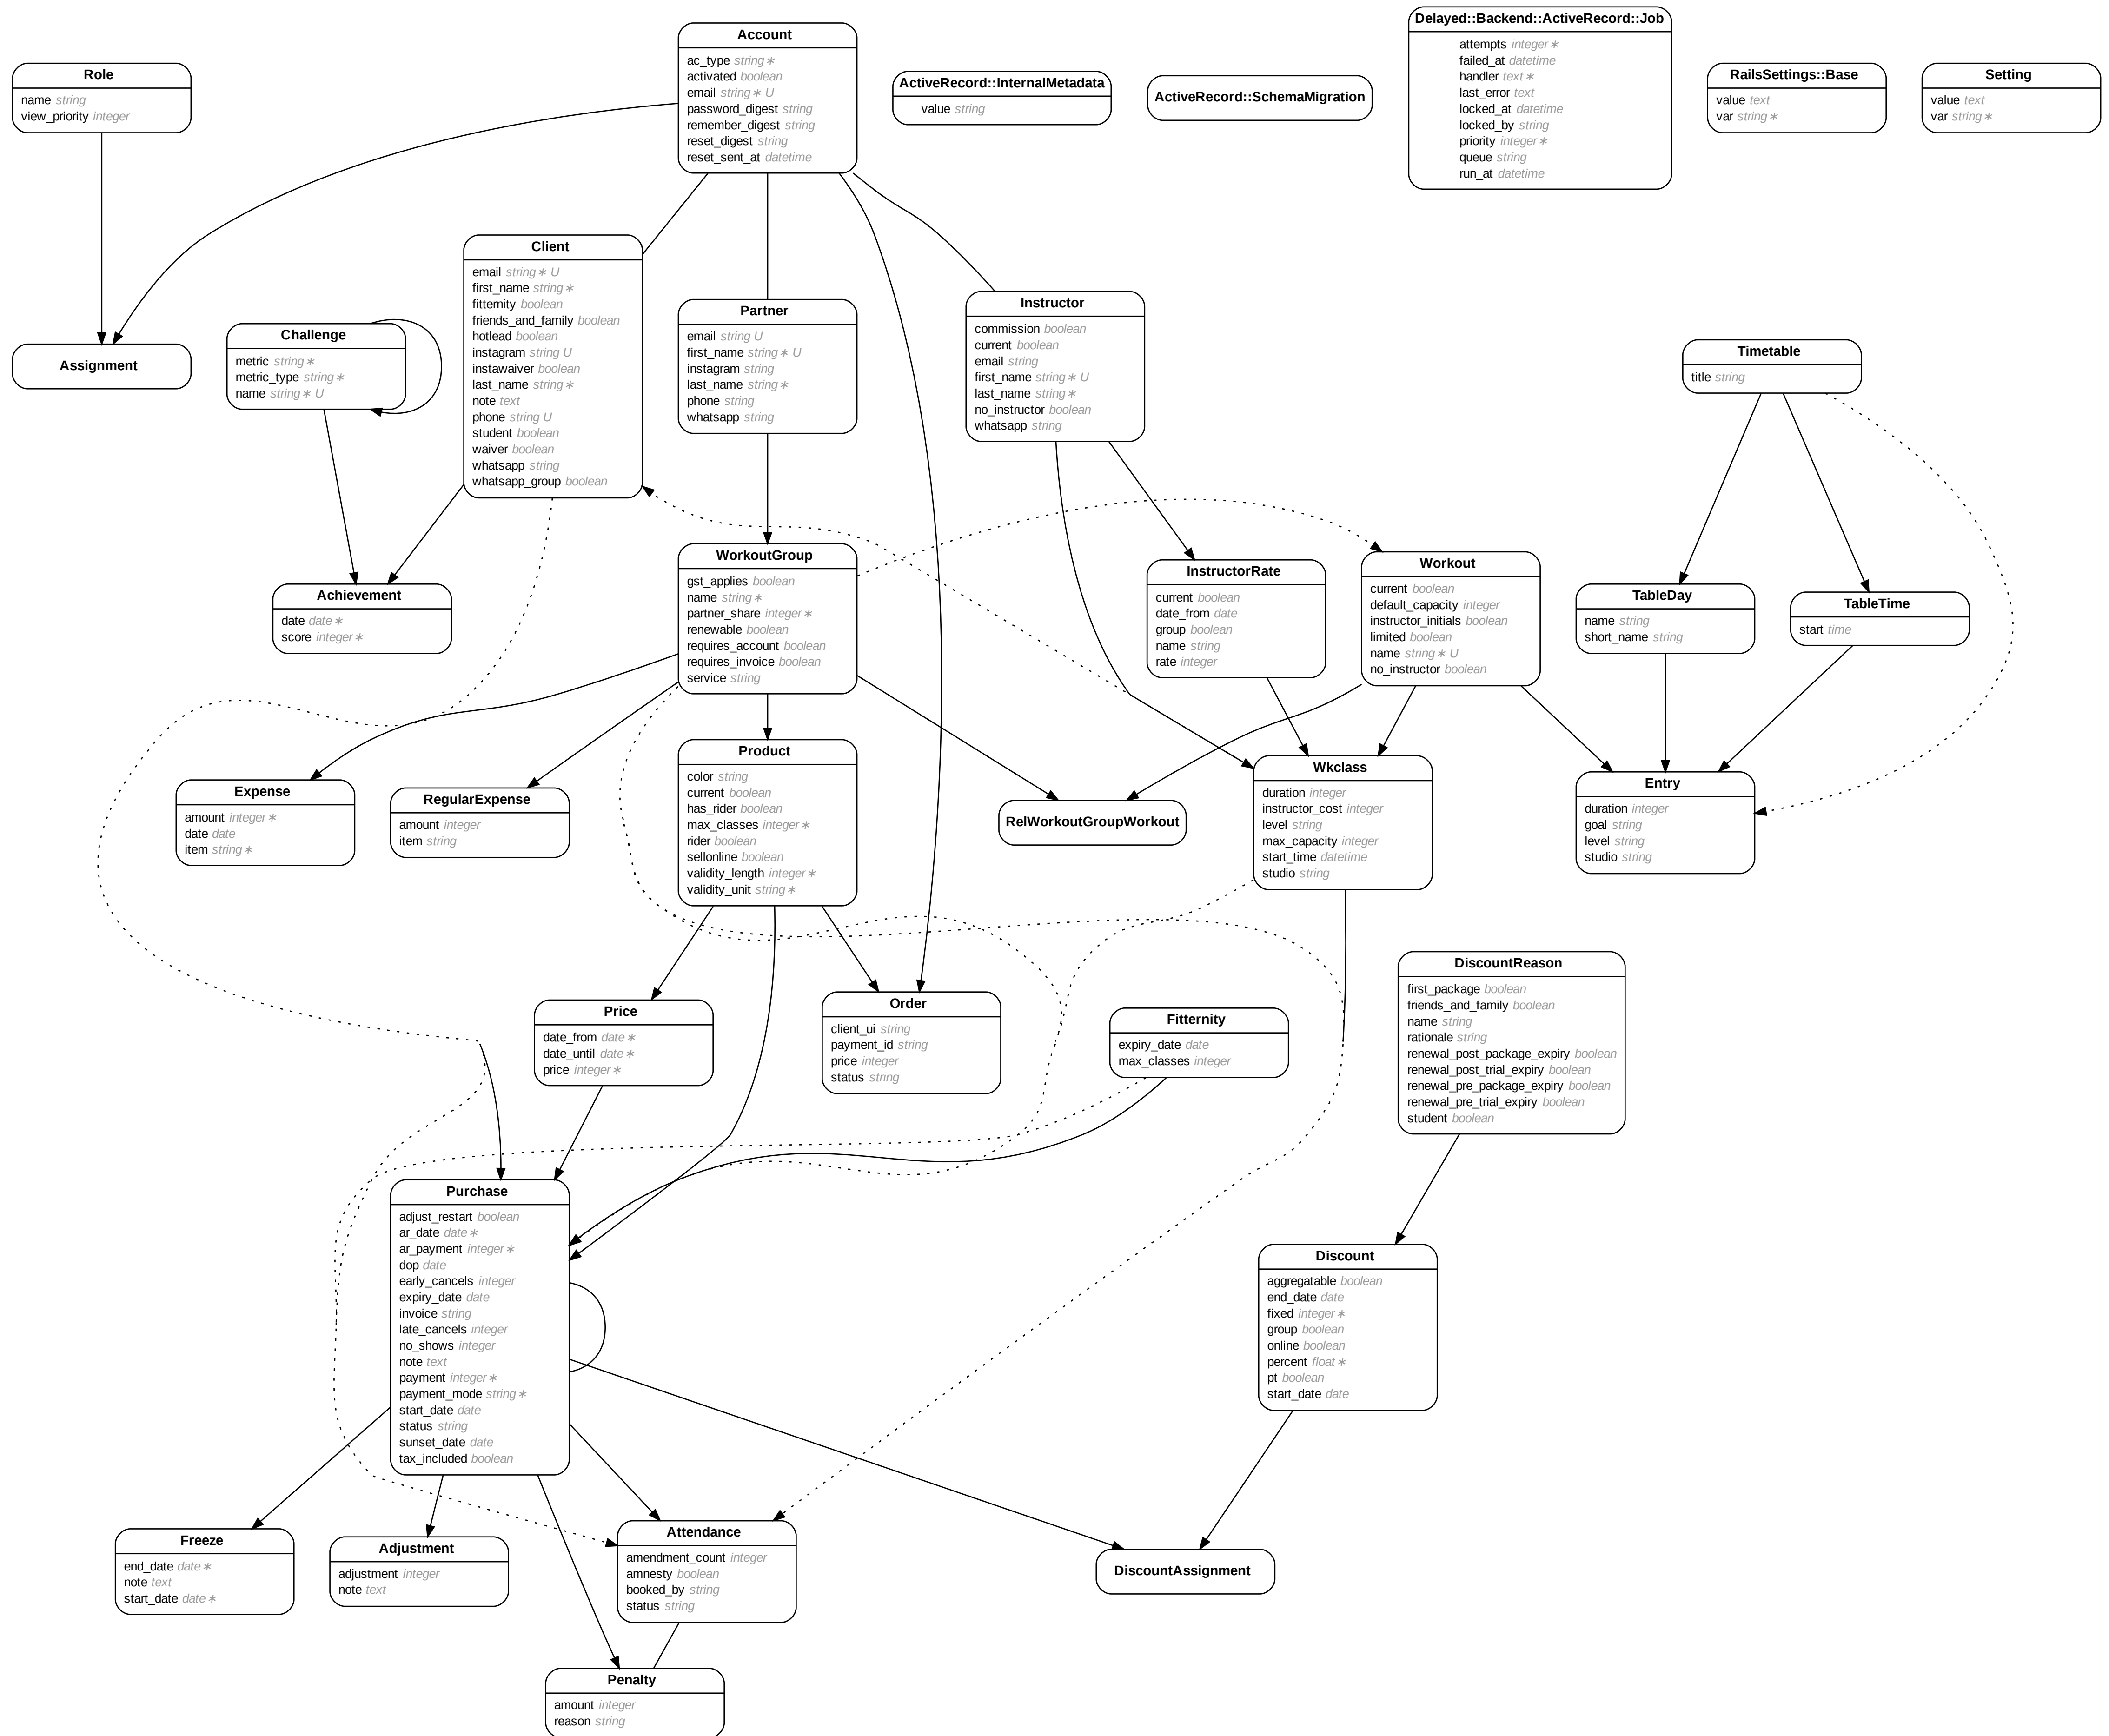 Delayed::Backend::ActiveRecord::Job
attempts integer ∗
failed_at datetime
handler text ∗
last_error text
locked_at datetime
locked_by string
priority integer ∗
queue string
run_at datetime
Account
ac_type string ∗
activated boolean
email string ∗ U
password_digest string
remember_digest string
reset_digest string
reset_sent_at datetime
Role
name string
view_priority integer
ActiveRecord::InternalMetadata
value string
ActiveRecord::SchemaMigration
RailsSettings::Base
value text
var string ∗
Setting
value text
var string ∗
Client
email string ∗ U
first_name string ∗
fitternity boolean
friends_and_family boolean
hotlead boolean
instagram string U
instawaiver boolean
last_name string ∗
note text
phone string U
student boolean
waiver boolean
whatsapp string
whatsapp_group boolean
Partner
email string U
first_name string ∗ U
instagram string
last_name string ∗
phone string
whatsapp string
Instructor
commission boolean
current boolean
email string
first_name string ∗ U
last_name string ∗
no_instructor boolean
whatsapp string
Challenge
metric string ∗
metric_type string ∗
name string ∗ U
Assignment
Timetable
title string
WorkoutGroup
gst_applies boolean
name string ∗
partner_share integer ∗
renewable boolean
requires_account boolean
requires_invoice boolean
service string
InstructorRate
current boolean
date_from date
group boolean
name string
rate integer
Workout
current boolean
default_capacity integer
instructor_initials boolean
limited boolean
name string ∗ U
no_instructor boolean
Achievement
date date ∗
score integer ∗
TableDay
name string
short_name string
TableTime
start time
Product
color string
current boolean
has_rider boolean
max_classes integer ∗
rider boolean
sellonline boolean
validity_length integer ∗
validity_unit string ∗
Expense
amount integer ∗
date date
item string ∗
RegularExpense
amount integer
item string
RelWorkoutGroupWorkout
Wkclass
duration integer
instructor_cost integer
level string
max_capacity integer
start_time datetime
studio string
Entry
duration integer
goal string
level string
studio string
DiscountReason
first_package boolean
friends_and_family boolean
name string
rationale string
renewal_post_package_expiry boolean
renewal_post_trial_expiry boolean
renewal_pre_package_expiry boolean
renewal_pre_trial_expiry boolean
student boolean
Price
date_from date ∗
date_until date ∗
price integer ∗
Order
client_ui string
payment_id string
price integer
status string
Fitternity
expiry_date date
max_classes integer
Purchase
adjust_restart boolean
ar_date date ∗
ar_payment integer ∗
dop date
early_cancels integer
expiry_date date
invoice string
late_cancels integer
no_shows integer
note text
payment integer ∗
payment_mode string ∗
start_date date
status string
sunset_date date
tax_included boolean
Discount
aggregatable boolean
end_date date
fixed integer ∗
group boolean
online boolean
percent float ∗
pt boolean
start_date date
Freeze
end_date date ∗
note text
start_date date ∗
Adjustment
adjustment integer
note text
Attendance
amendment_count integer
amnesty boolean
booked_by string
status string
DiscountAssignment
Penalty
amount integer
reason string